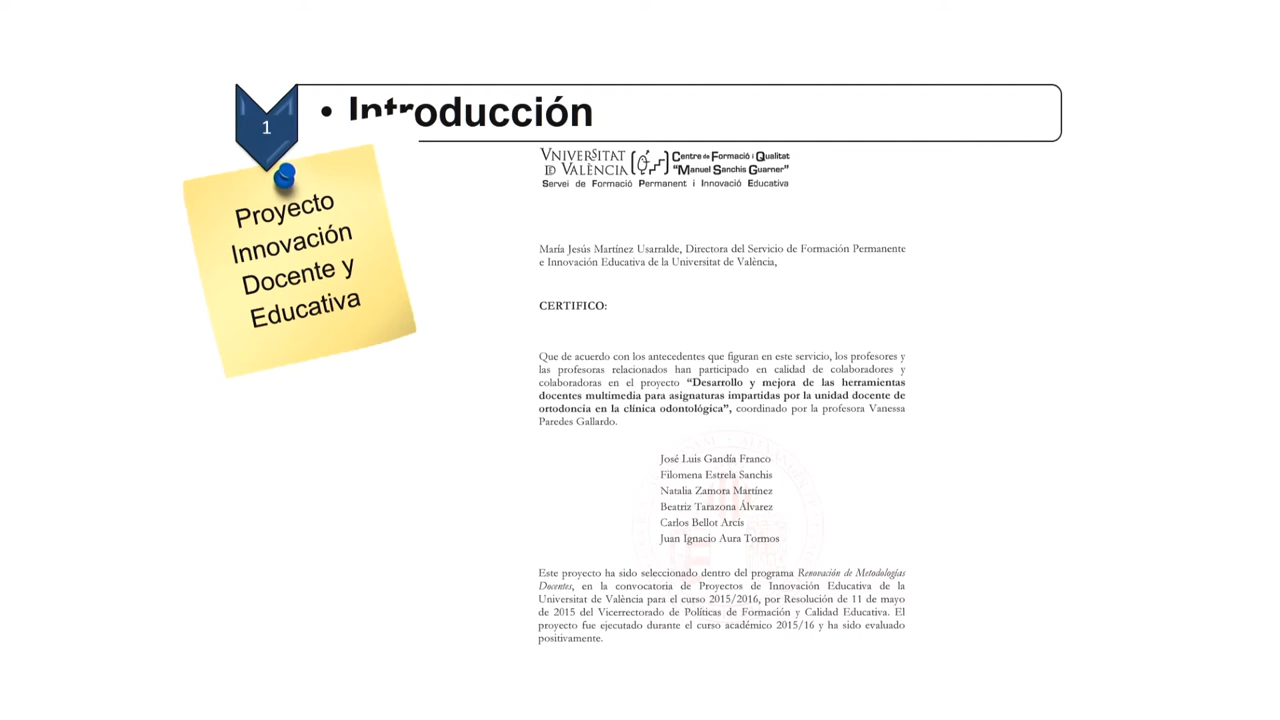 1
• Introducción
Proyecto
Innovación
Docente y
Educativa
VNIVERSITAT
ID VALÈNCIA
Centre de Formació i Qualitat
"Manuel Sanchis Guarner"
Servei de Formació Permanent i Innovació Educativa
María Jesús Martínez Usarralde, Directora del Servicio de Formación Permanente
e Innovación Educativa de la Universitat de València,
CERTIFICO:
Que de acuerdo con los antecedentes que figuran en este servicio, los profesores y
las profesoras relacionados han participado en calidad de colaboradores y
colaboradoras en el proyecto “Desarrollo y mejora de las herramientas
docentes multimedia para asignaturas impartidas por la unidad docente de
ortodoncia en la clínica odontológica”, coordinado por la profesora Vanessa
Paredes Gallardo.
José Luis Gandía Franco
Filomena Estrela Sanchis
Natalia Zamora Martínez
Beatriz Tarazona Álvarez
Carlos Bellot Arcís
Juan Ignacio Aura Tormos
Este proyecto ha sido seleccionado dentro del programa Renovación de Metodologías
Docentes, en la convocatoria de Proyectos de Innovación Educativa de la
Universitat de València para el curso 2015/2016, por Resolución de 11 de mayo
de 2015 del Vicerrectorado de Políticas de Formación y Calidad Educativa. El
proyecto fue ejecutado durante el curso académico 2015/16 y ha sido evaluado
positivamente.